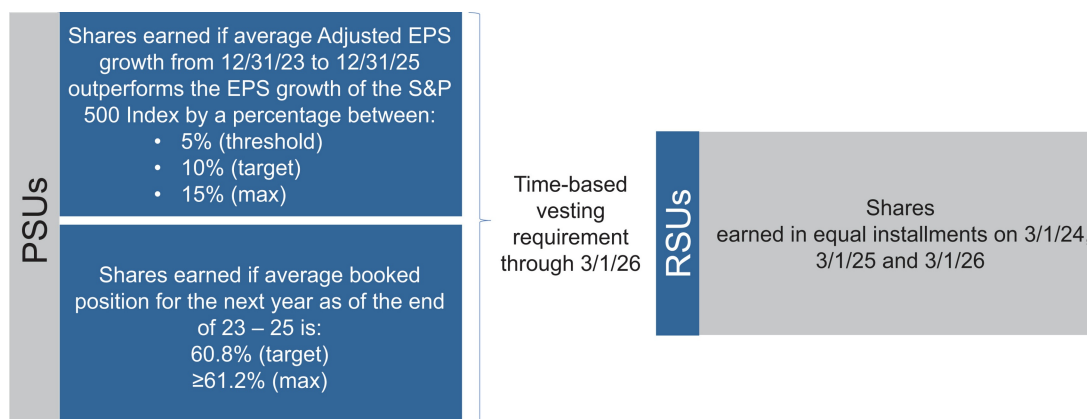 PSUs
Shares earned if average Adjusted EPS
growth from 12/31/23 to 12/31/25
outperforms the EPS growth of the S&P
500 Index by a percentage between:
• 5% (threshold)
• 10% (target)
• 15% (max)
Shares earned if average booked
position for the next year as of the end
of 23 – 25 is:
60.8% (target)
≥61.2% (max)
Time-based
vesting
requirement
through 3/1/26
RSUs
Shares
earned in equal installments on 3/1/24,
3/1/25 and 3/1/26